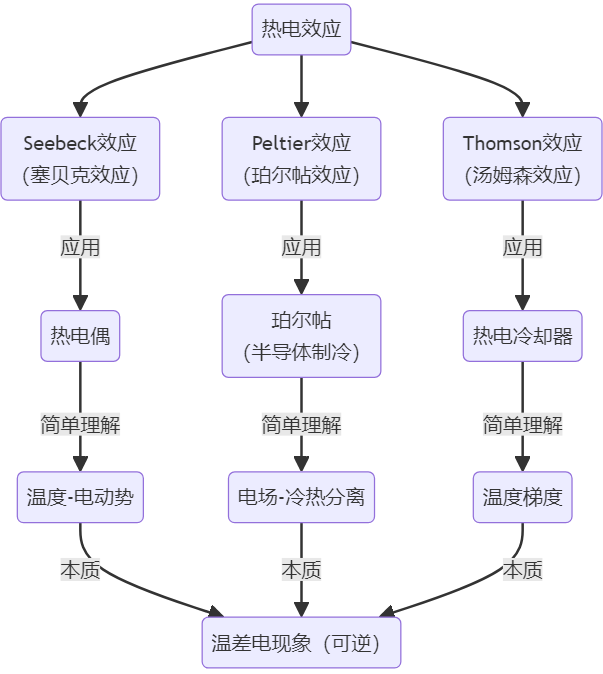 热电效应
Seebeck效应
（塞贝克效应）
Peltier效应
（珀尔帖效应）
Thomson效应
（汤姆森效应）
应用
应用
应用
热电偶
珀尔帖
（半导体制冷）
热电冷却器
简单理解
简单理解
简单理解
温度-电动势
电场-冷热分离
温度梯度
本质
本质
本质
温差电现象（可逆）